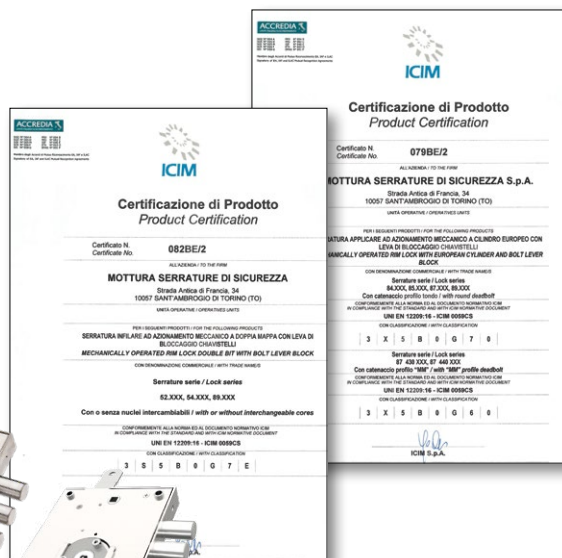 ACCREDIA
ICIM
Certificazione di Prodotto
Product Certification
Certificato N.
Certificate No.
082BE/2
ALL'AZIENDA / TO THE FIRM
MOTTURA SERRATURE DI SICUREZZA
Strada Antica di Francia, 34
10057 SANT'AMBROGIO DI TORINO (TO)
UNITÀ OPERATIVE / OPERATIVES UNITS
PER I SEGUENTI PRODOTTI / FOR THE FOLLOWING PRODUCTS
SERRATURA INFILARE AD AZIONAMENTO MECCANICO A DOPPIA MAPPA CON LEVA DI
BLOCCAGGIO CHIAVISTELLI
MECHANICALLY OPERATED RIM LOCK DOUBLE BIT WITH BOLT LEVER BLOCK
CON DENOMINAZIONE COMMERCIALE / WITH TRADE NAME/S
Serrature serie / Lock series
52.XXX, 54.XXX, 89.XXX
Con o senza nuclei intercambiabili / with or without interchangeable cores
CONFORMEMENTE ALLA NORMA ED AL DOCUMENTO NORMATIVO ICIM
IN COMPLIANCE WITH THE STANDARD AND WITH ICIM NORMATIVE DOCUMENT
UNI EN 12209:16 - ICIM 0059CS
CON CLASSIFICAZIONE / WITH CLASSIFICATION
3 S 5 B 0 G 7 E
ACCREDIA
ICIM
Certificazione di Prodotto
Product Certification
Certificato N.
Certificate No.
079BE/2
ALL'AZIENDA / TO THE FIRM
MOTTURA SERRATURE DI SICUREZZA S.p.A.
Strada Antica di Francia, 34
10057 SANT'AMBROGIO DI TORINO (TO)
UNITÀ OPERATIVE / OPERATIVES UNITS
PER I SEGUENTI PRODOTTI / FOR THE FOLLOWING PRODUCTS
APPLICARE AD AZIONAMENTO MECCANICO A CILINDRO EUROPEO CON
LEVA DI BLOCCAGGIO CHIAVISTELLI
OPERATED RIM LOCK WITH EUROPEAN CYLINDER AND BOLT LEVER
BLOCK
CON DENOMINAZIONE COMMERCIALE / WITH TRADE NAME/S
Serrature serie / Lock series
84.XXX, 85.XXX, 87.XXX, 89.XXX
Con catenaccio profilo tondo / with round deadbolt
CONFORMEMENTE ALLA NORMA ED AL DOCUMENTO NORMATIVO ICIM
IN COMPLIANCE WITH THE STANDARD AND WITH ICIM NORMATIVE DOCUMENT
UNI EN 12209:16 - ICIM 0059CS
CON CLASSIFICAZIONE / WITH CLASSIFICATION
3 X 5 B 0 G 7 0
Serrature serie / Lock series
87 430 XXX, 87 440 XXX
Con catenaccio profilo "MM" / with "MM" profile deadbolt
CONFORMEMENTE ALLA NORMA ED AL DOCUMENTO NORMATIVO ICIM
IN COMPLIANCE WITH THE STANDARD AND WITH ICIM NORMATIVE DOCUMENT
UNI EN 12209:16 - ICIM 0059CS
CON CLASSIFICAZIONE / WITH CLASSIFICATION
3 X 5 B 0 G 6 0
ICIM S.p.A.